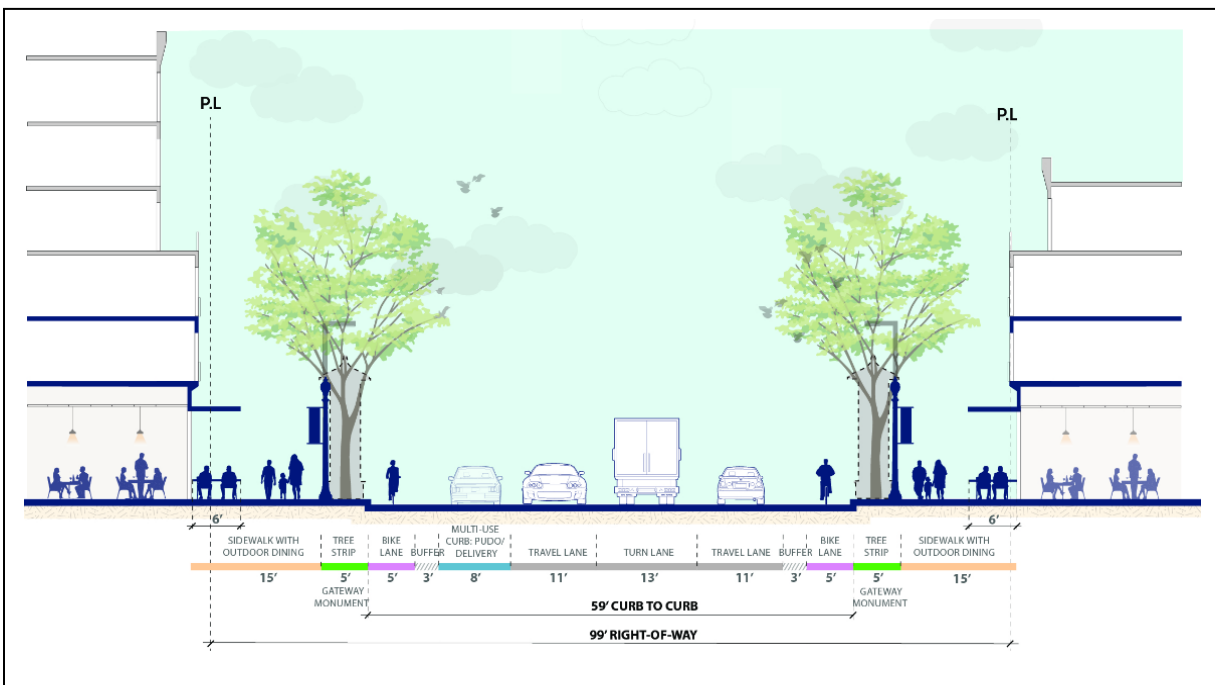 P.L
P.L
6'
6'
SIDEWALK WITH
OUTDOOR DINING
15'
TREE
STRIP
5'
GATEWAY
MONUMENT
BIKE
LANE
5'
BUFFER
3'
MULTI-USE
CURB: PUDO/
DELIVERY
8'
TRAVEL LANE
11'
TURN LANE
13'
TRAVEL LANE
11'
BUFFER
3'
BIKE
LANE
5'
TREE
STRIP
5'
GATEWAY
MONUMENT
SIDEWALK WITH
OUTDOOR DINING
15'
59' CURB TO CURB
99' RIGHT-OF-WAY